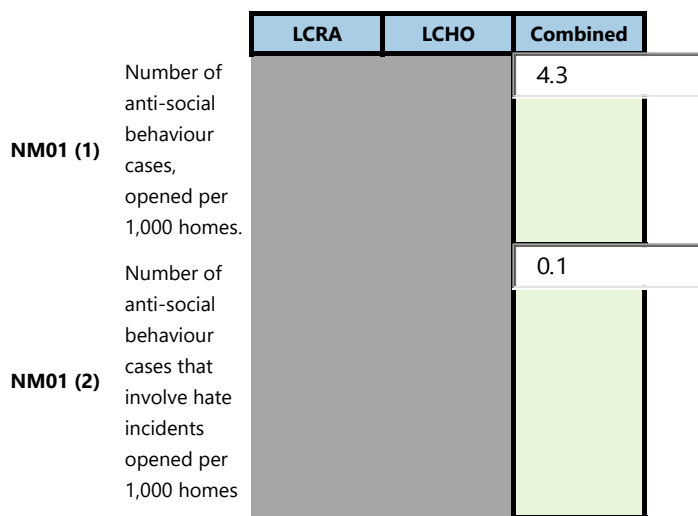 LCRA LCHO Combined
NM01 (1)
Number of
anti-social
behaviour
cases,
opened per
1,000 homes.
4.3
NM01 (2)
Number of
anti-social
behaviour
cases that
involve hate
incidents
opened per
1,000 homes
0.1